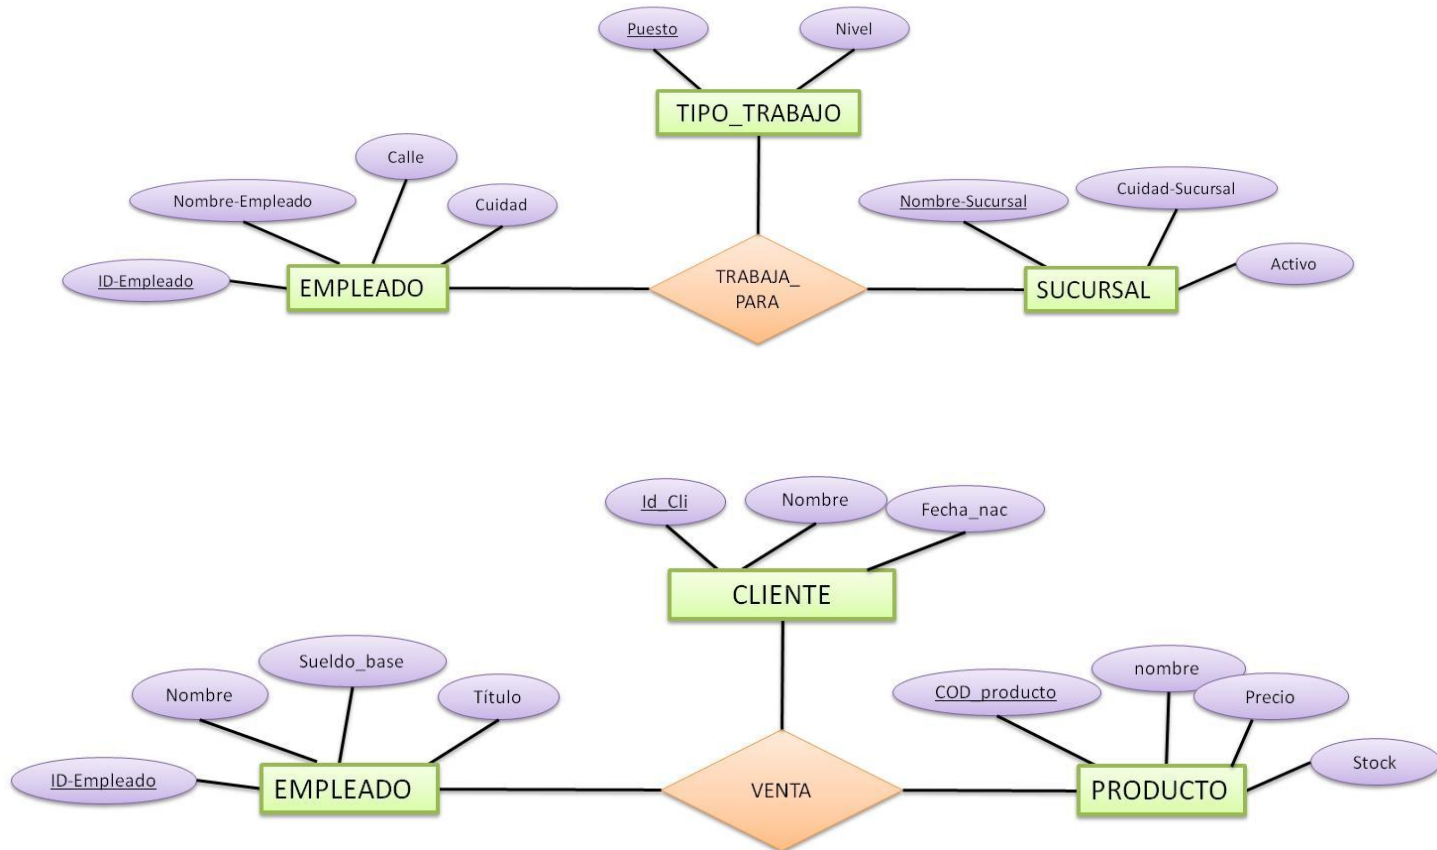 Puesto
Nivel
TIPO_TRABAJO
Calle
Nombre-Empleado
Cuidad
ID-Empleado
EMPLEADO
TRABAJA_
PARA
Nombre-Sucursal
Cuidad-Sucursal
Activo
SUCURSAL
Id_Cli
Nombre
Fecha_nac
CLIENTE
Sueldo_base
Nombre
Título
ID-Empleado
EMPLEADO
VENTA
COD_producto
nombre
Precio
Stock
PRODUCTO